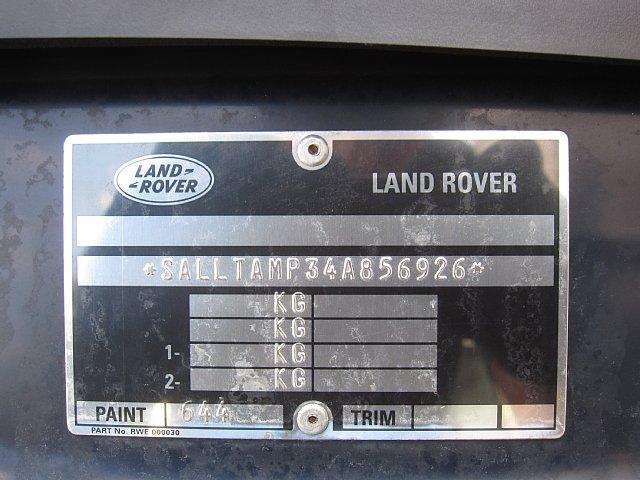 LAND-
-ROVER
LAND ROVER
*SALLTAMP34A856926*
KG
KG
1- KG
2- KG
PAINT 644 TRIM
PART No. RWE 000030